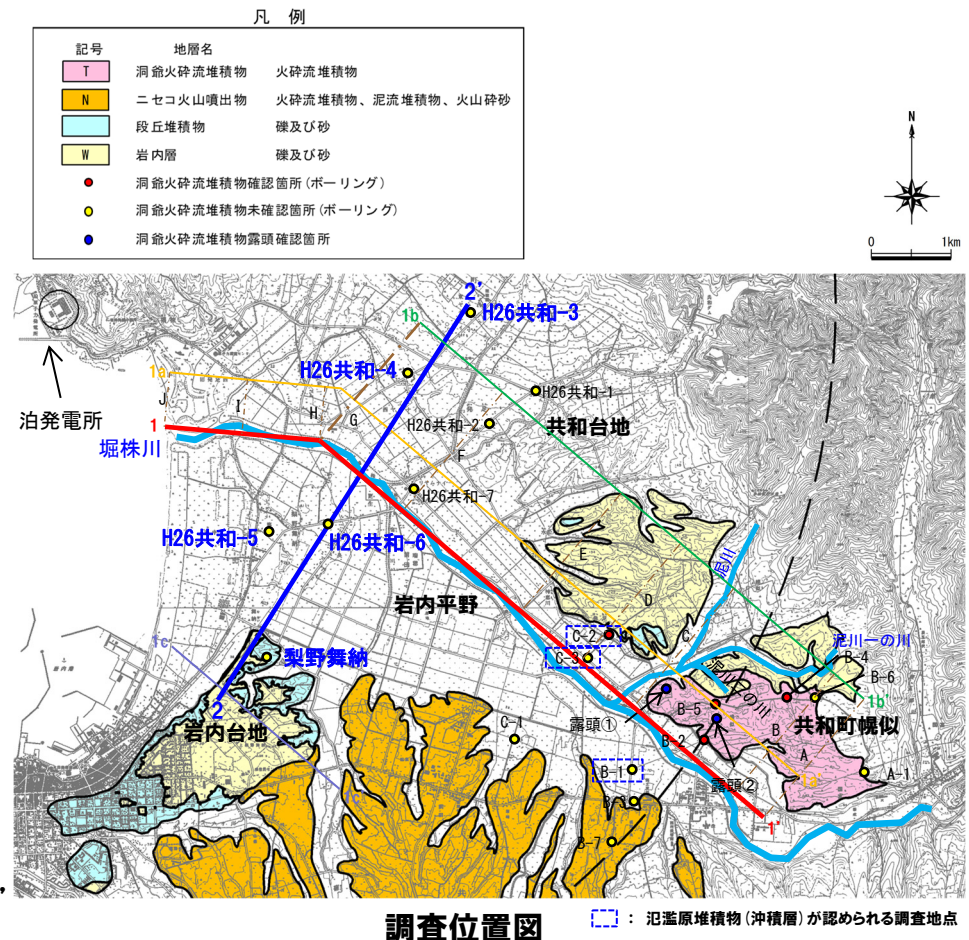 凡 例
記号 地層名
T 洞爺火砕流堆積物 火砕流堆積物
N ニセコ火山噴出物 火砕流堆積物、泥流堆積物、火山砕砂
段丘堆積物 礫及び砂
W 岩内層 礫及び砂
洞爺火砕流堆積物確認箇所(ボーリング)
洞爺火砕流堆積物未確認箇所(ボーリング)
洞爺火砕流堆積物露頭確認箇所
N
0 1km
2'
1b H26共和-3
H26共和-4
1a
H26共和-1
J I H G
H26共和-2
共和台地
泊発電所
1
堀株川
F
H26共和-7
H26共和-5
H26共和-6
E
泥川
岩内平野
D
1c
C-2
C
泥川一の川
C-3
B-4
梨野舞納
B-6
1b'
2
露頭①
B-5
B
共和町幌似
岩内台地
C-1
B-2
A
A-1
B-1
露頭②
1a'
1c'
1'
B-7
調査位置図
: 氾濫原堆積物(沖積層)が認められる調査地点